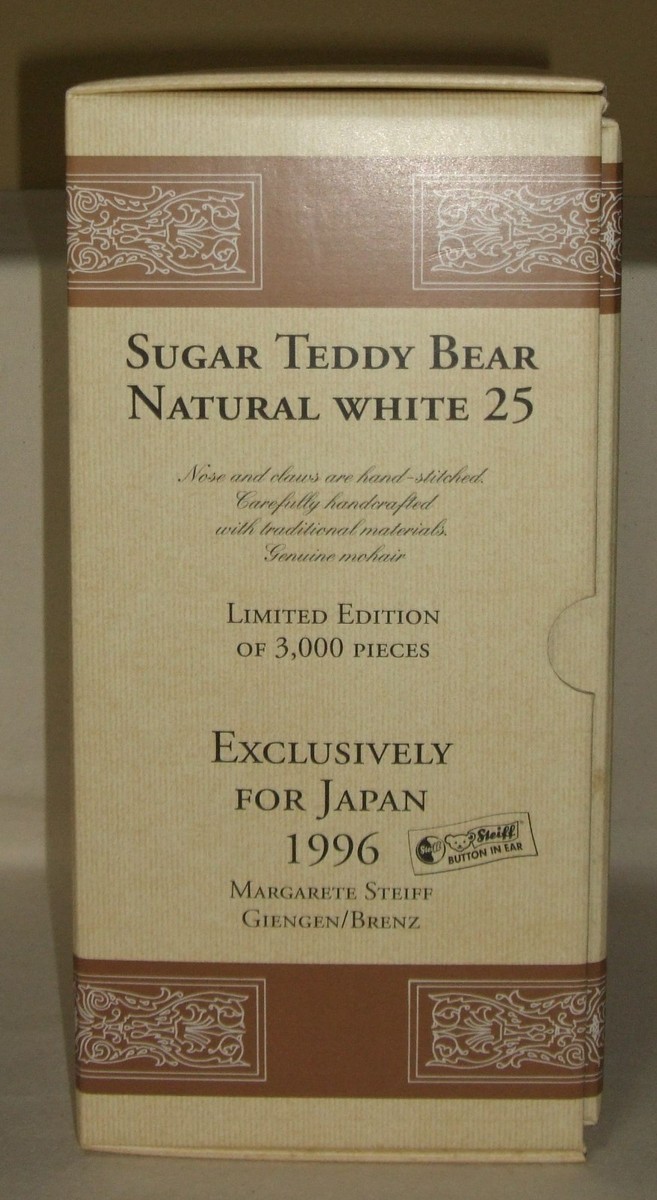 Sugar Teddy Bear
Natural white 25
Nose and claws are hand-stitched.
Carefully handcrafted
with traditional materials.
Genuine mohair
Limited Edition
of 3,000 pieces
Exclusively
for Japan
1996
Steiff
Steiff
BUTTON IN EAR
Margarete Steiff
Giengen/Brenz